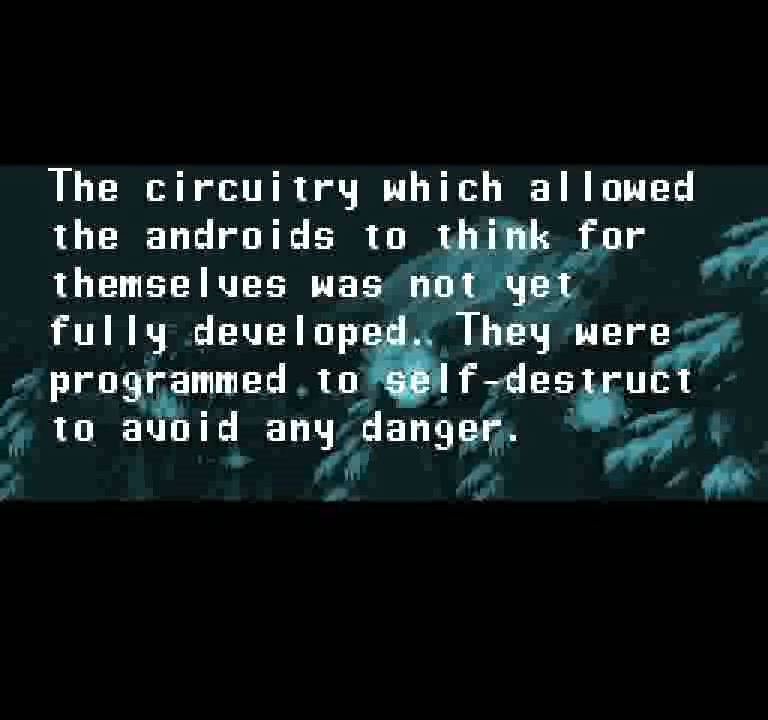 The circuitry which allowed
the androids to think for
themselves was not yet
fully developed. They were
programmed to self-destruct
to avoid any danger.